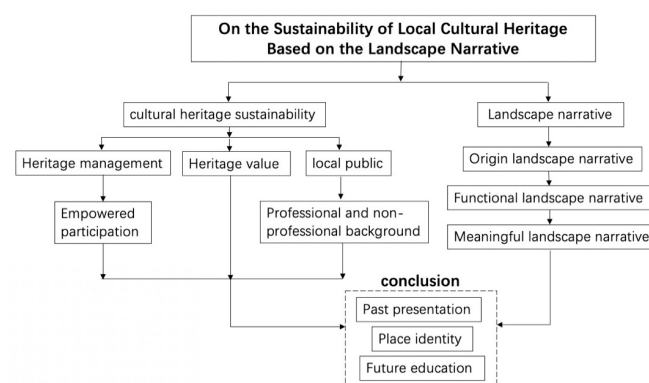 On the Sustainability of Local Cultural Heritage
Based on the Landscape Narrative
cultural heritage sustainability
Landscape narrative
Heritage management
Heritage value
local public
Origin landscape narrative
Empowered
participation
Professional and non-
professional background
Functional landscape narrative
Meaningful landscape narrative
conclusion
Past presentation
Place identity
Future education